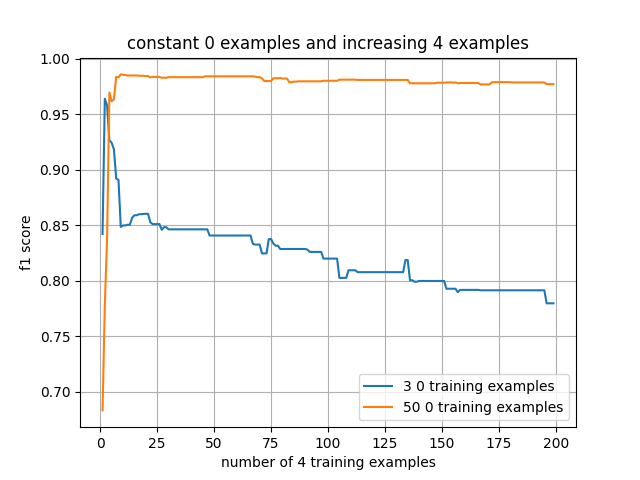 constant 0 examples and increasing 4 examples
1.00
0.95
0.90
0.85
0.80
0.75
0.70
f1 score
3 0 training examples
50 0 training examples
0 25 50 75 100 125 150 175 200
number of 4 training examples